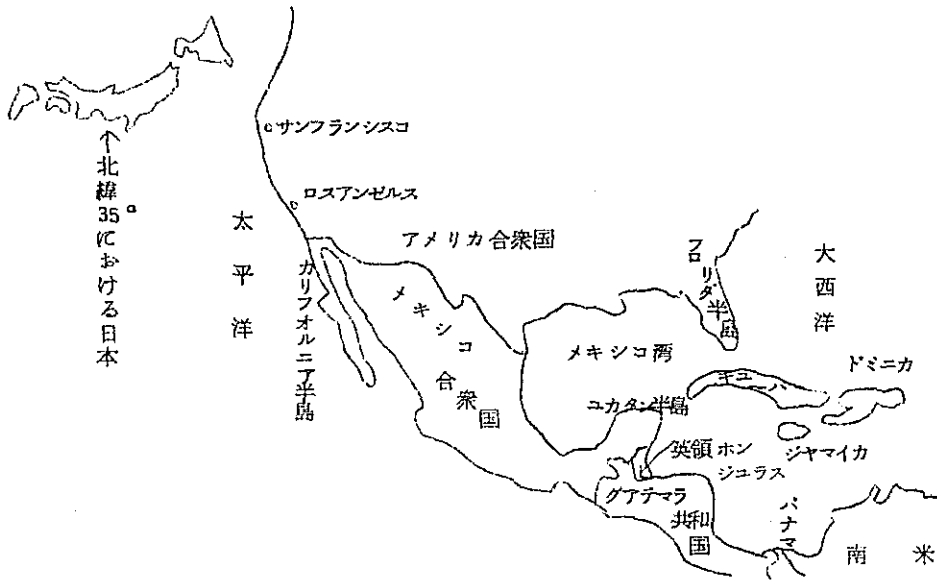 サンフランシスコ
ロスアンゼルス
北緯35°における日本
太平洋
アメリカ合衆国
カリフオルニア半島
メキシコ合衆国
フロリダ半島
大西洋
メキシコ湾
キューバ
ドミニカ
ユカタン半島
ジヤマイカ
英領ホン
ジユラス
グアテマラ
共和国
パナマ
南米